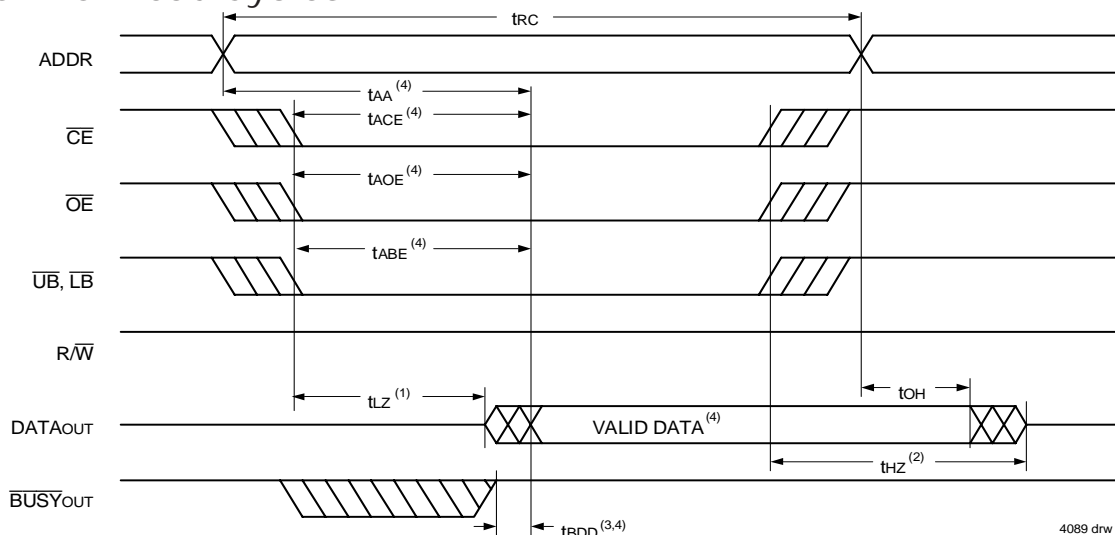 tRC
ADDR
tAA (4)
CE
tACE (4)
tAOE (4)
OE
tABE (4)
UB, LB
R/W
tLZ (1)
tOH
DATAOUT
VALID DATA (4)
tHZ (2)
BUSYOUT
tBDD (3,4)
4089 drw